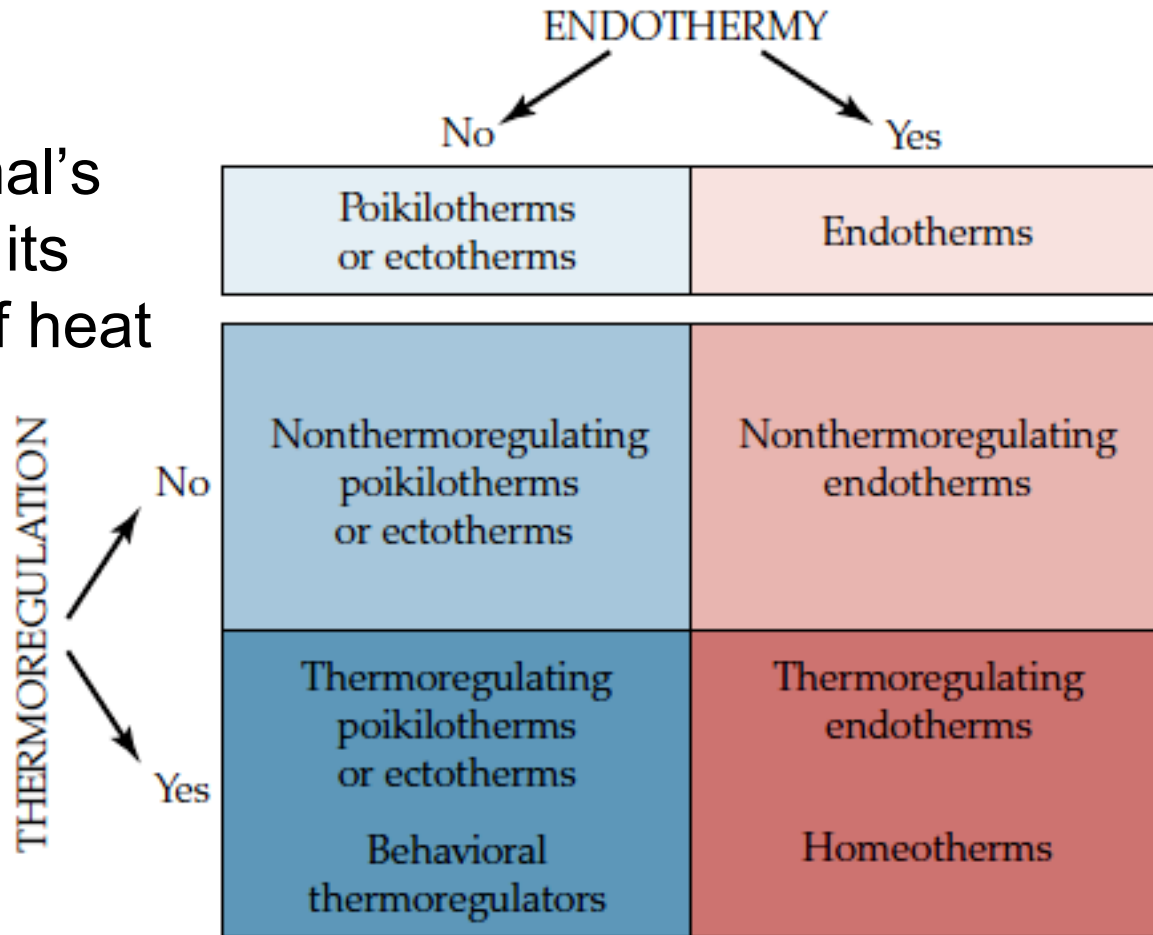 ENDOTHERMY
No
Yes
nal’s
its
f heat
Poikilotherms
or ectotherms
Endotherms
THERMOREGULATION
No
Nonthermoregulating
poikilotherms
or ectotherms
Nonthermoregulating
endotherms
Yes
Thermoregulating
poikilotherms
or ectotherms
Behavioral
thermoregulators
Thermoregulating
endotherms
Homeotherms